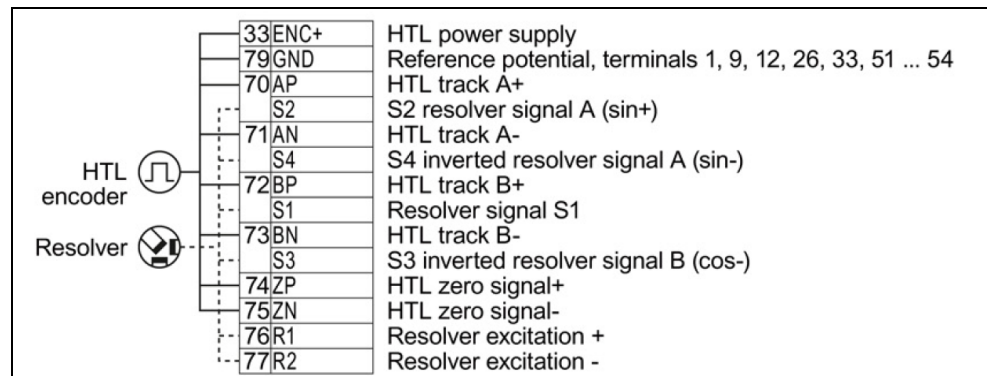 33 ENC+ HTL power supply
79 GND Reference potential, terminals 1, 9, 12, 26, 33, 51 ... 54
70 AP HTL track A+
S2 S2 resolver signal A (sin+)
71 AN HTL track A-
S4 S4 inverted resolver signal A (sin-)
HTL
encoder
72 BP HTL track B+
S1 Resolver signal S1
Resolver
73 BN HTL track B-
S3 S3 inverted resolver signal B (cos-)
74 ZP HTL zero signal+
75 ZN HTL zero signal-
76 R1 Resolver excitation +
77 R2 Resolver excitation -